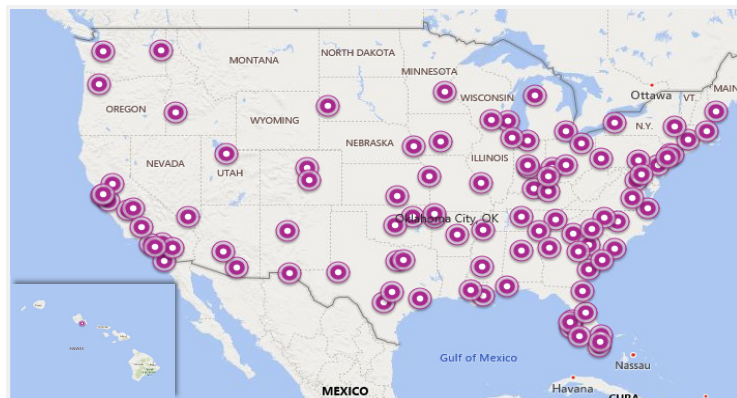 NORTH DAKOTA
MONTANA
MINNESOTA
Ottawa
MAIN
WISCONSIN
VT.
OREGON
WYOMING
N.Y.
NEBRASKA
NEVADA
ILLINOIS
UTAH
Oklahoma City, OK
Gulf of Mexico
Nassau
MEXICO
Havana
CUBA